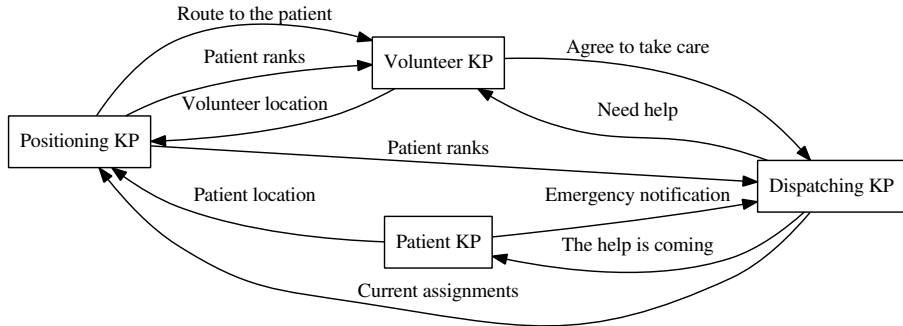 Route to the patient
Patient ranks
Volunteer KP
Agree to take care
Volunteer location
Need help
Positioning KP
Patient ranks
Dispatching KP
Patient location
Emergency notification
Patient KP
The help is coming
Current assignments